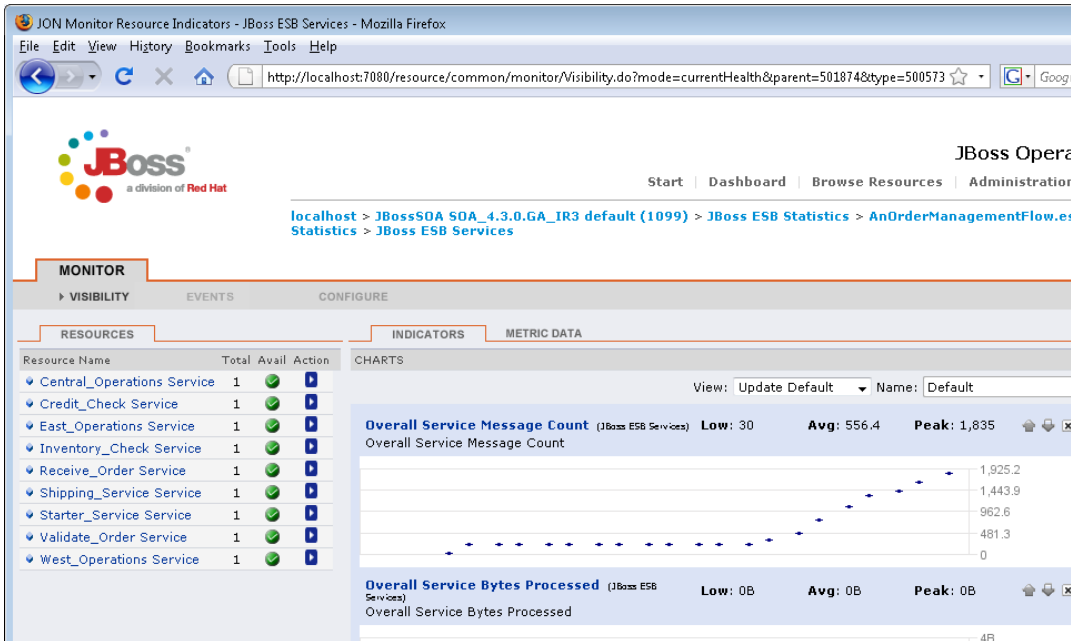 JON Monitor Resource Indicators - JBoss ESB Services - Mozilla Firefox
File Edit View History Bookmarks Tools Help
http://localhost:7080/resource/common/monitor/Visibility.do?mode=currentHealth&parent=501874&type=500573
G Goog
JBoss
a division of Red Hat
JBoss Opera
Start | Dashboard | Browse Resources | Administration
localhost > JBossSOA SOA_4.3.0.GA_IR3 default (1099) > JBoss ESB Statistics > AnOrderManagementFlow.es
Statistics > JBoss ESB Services
MONITOR
VISIBILITY EVENTS CONFIGURE
RESOURCES
INDICATORS METRIC DATA
Resource Name Total Avail Action
CHARTS
Central_Operations Service 1
Credit_Check Service 1
East_Operations Service 1
Inventory_Check Service 1
Receive_Order Service 1
Shipping_Service Service 1
Starter_Service Service 1
Validate_Order Service 1
West_Operations Service 1
View: Update Default Name: Default
Overall Service Message Count (JBoss ESB Services) Low: 30 Avg: 556.4 Peak: 1,835
Overall Service Message Count
1,925.2
1,443.9
962.6
481.3
0
Overall Service Bytes Processed (JBoss ESB
Services)
Low: 0B Avg: 0B Peak: 0B
Overall Service Bytes Processed
4B